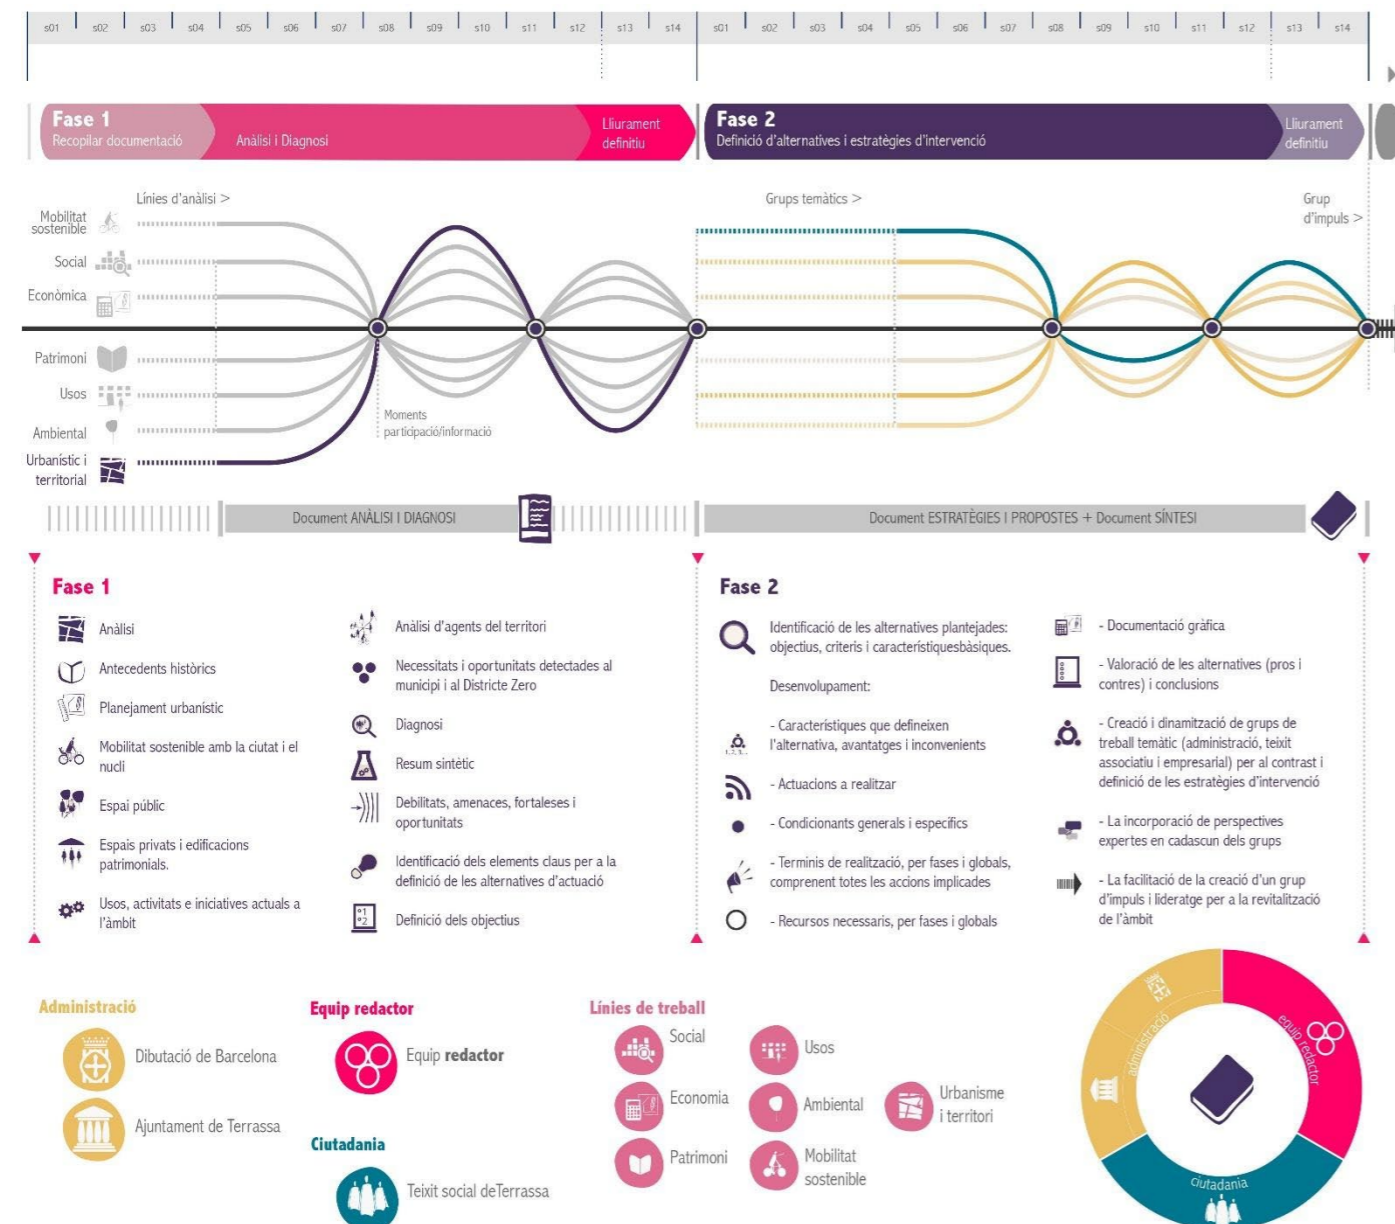 s01 s02 s03 s04 s05 s06 s07 s08 s09 s10 s11 s12 s13 s14 s01 s02 s03 s04 s05 s06 s07 s08 s09 s10 s11 s12 s13 s14
Fase 1
Recopilar documentació
Anàlisi i Diagnosi
Lliurament
definitiu
Fase 2
Definició d'alternatives i estratègies d'intervenció
Lliurament
definitiu
Línies d'anàlisi >
Grups temàtics >
Grup
d'impuls >
Mobilitat
sostenible
Social
Econòmica
Patrimoni
Usos
Ambiental
Urbanístic i
territorial
Moments
participació/informació
Document ANÀLISI I DIAGNOSI
Document ESTRATÈGIES I PROPOSTES + Document SÍNTESI
Fase 1
Anàlisi
Antecedents històrics
Planejament urbanístic
Mobilitat sostenible amb la ciutat i el
nucli
Espai públic
Espais privats i edificacions
patrimonials.
Usos, activitats e iniciatives actuals a
l'àmbit
Anàlisi d'agents del territori
Necessitats i oportunitats detectades al
municipi i al Districte Zero
Diagnosi
Resum sintètic
Debilitats, amenaces, fortaleses i
oportunitats
Identificació dels elements claus per a la
definició de les alternatives d'actuació
Definició dels objectius
Fase 2
Identificació de les alternatives plantejades:
objectius, criteris i característiquesbàsiques.
Desenvolupament:
1, 2, 3...
- Característiques que defineixen
l'alternativa, avantatges i inconvenients
- Actuacions a realitzar
- Condicionants generals i específics
- Terminis de realització, per fases i globals,
comprenent totes les accions implicades
- Recursos necessaris, per fases i globals
- Documentació gràfica
- Valoració de les alternatives (pros i
contres) i conclusions
- Creació i dinamització de grups de
treball temàtic (administració, teixit
associatiu i empresarial) per al contrast i
definició de les estratègies d'intervenció
- La incorporació de perspectives
expertes en cadascun dels grups
- La facilitació de la creació d'un grup
d'impuls i lideratge per a la revitalització
de l'àmbit
Administració
Dibutació de Barcelona
Ajuntament de Terrassa
Equip redactor
Equip redactor
Ciutadania
Teixit social deTerrassa
Línies de treball
Social
Economia
Patrimoni
Usos
Ambiental
Mobilitat
sostenible
Urbanisme
i territori
administració
equip redactor
ciutadania